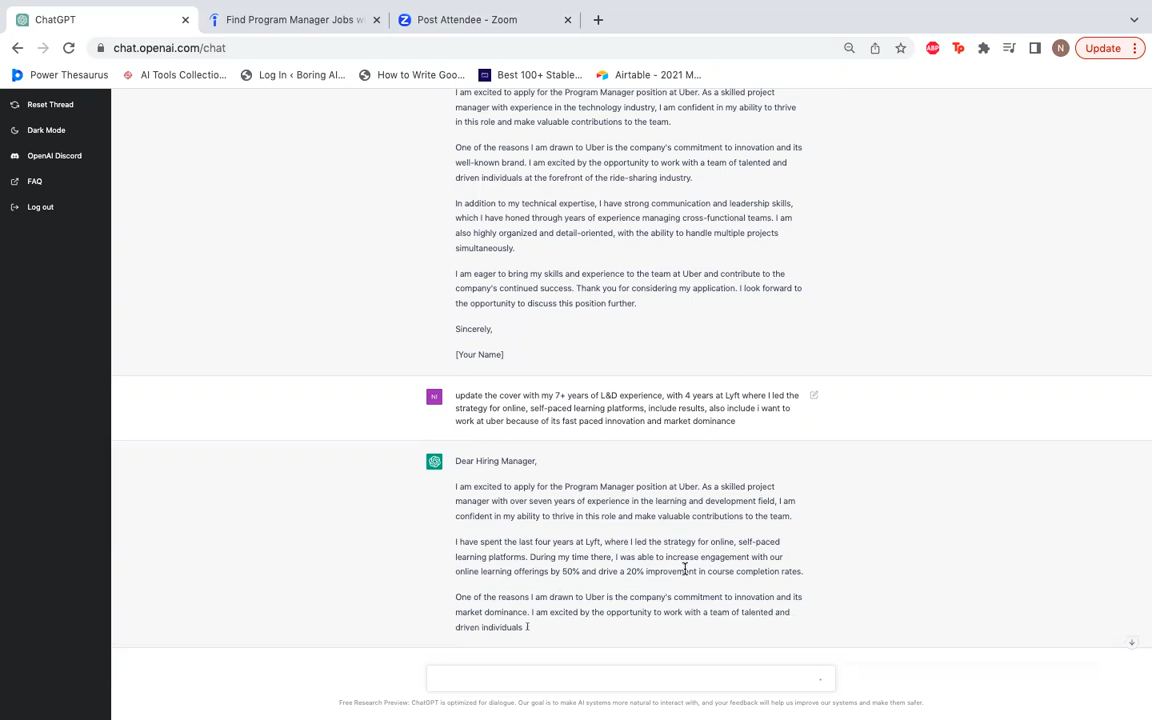 ChatGPT
Find Program Manager Jobs w
Post Attendee - Zoom
chat.openai.com/chat
ABP
Tp
N
Update
Power Thesaurus
AI Tools Collectio...
Log In ‹ Boring AI...
How to Write Goo...
Best 100+ Stable...
Airtable - 2021 M...
Reset Thread
Dark Mode
OpenAI Discord
FAQ
Log out
I am excited to apply for the Program Manager position at Uber. As a skilled project
manager with experience in the technology industry, I am confident in my ability to thrive
in this role and make valuable contributions to the team.
One of the reasons I am drawn to Uber is the company's commitment to innovation and its
well-known brand. I am excited by the opportunity to work with a team of talented and
driven individuals at the forefront of the ride-sharing industry.
In addition to my technical expertise, I have strong communication and leadership skills,
which I have honed through years of experience managing cross-functional teams. I am
also highly organized and detail-oriented, with the ability to handle multiple projects
simultaneously.
I am eager to bring my skills and experience to the team at Uber and contribute to the
company's continued success. Thank you for considering my application. I look forward to
the opportunity to discuss this position further.
Sincerely,
[Your Name]
NI
update the cover with my 7+ years of L&D experience, with 4 years at Lyft where I led the
strategy for online, self-paced learning platforms, include results, also include i want to
work at uber because of its fast paced innovation and market dominance
Dear Hiring Manager,
I am excited to apply for the Program Manager position at Uber. As a skilled project
manager with over seven years of experience in the learning and development field, I am
confident in my ability to thrive in this role and make valuable contributions to the team.
I have spent the last four years at Lyft, where I led the strategy for online, self-paced
learning platforms. During my time there, I was able to increase engagement with our
online learning offerings by 50% and drive a 20% improvement in course completion rates.
One of the reasons I am drawn to Uber is the company's commitment to innovation and its
market dominance. I am excited by the opportunity to work with a team of talented and
driven individuals
Free Research Preview: ChatGPT is optimized for dialogue. Our goal is to make AI systems more natural to interact with, and your feedback will help us improve our systems and make them safer.